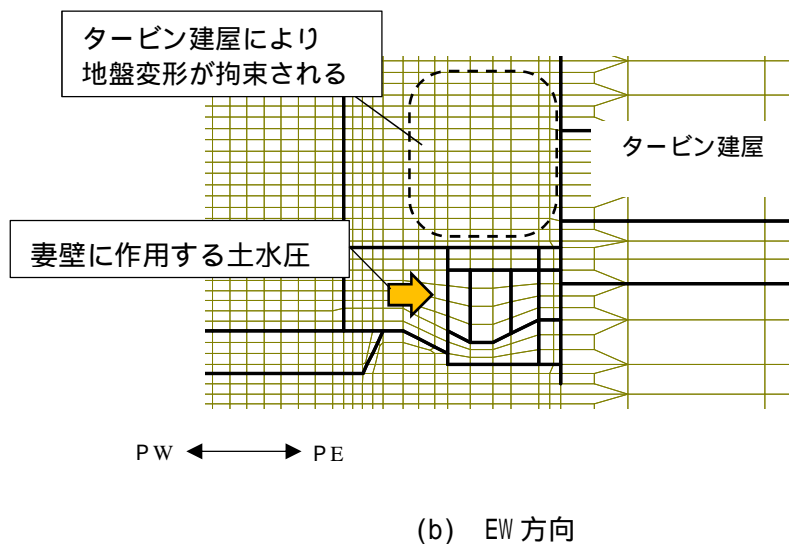 タービン建屋により
地盤変形が拘束される
タービン建屋
妻壁に作用する土水圧
PW PE
(b) EW 方向